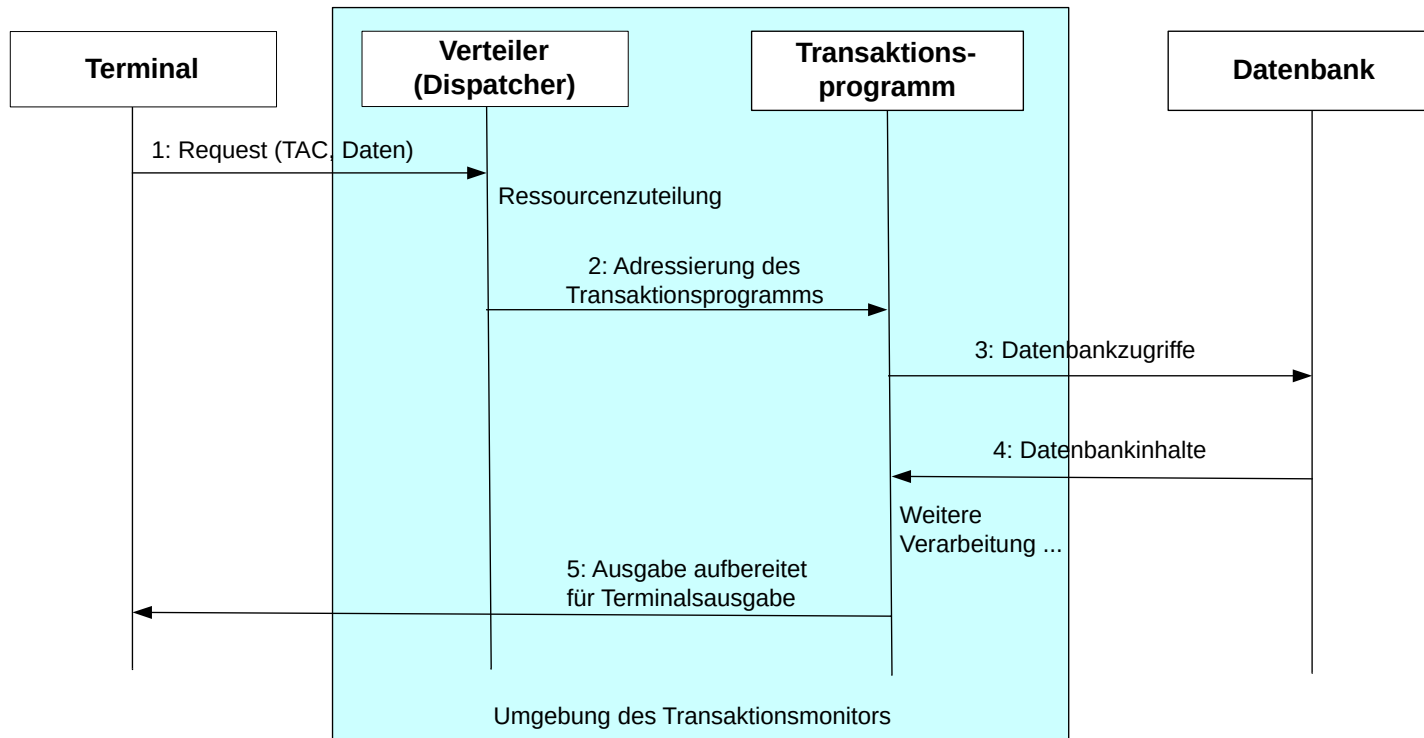 Terminal
Verteiler
(Dispatcher)
Transaktions-
programm
Datenbank
1: Request (TAC, Daten)
Ressourcenzuteilung
2: Adressierung des
Transaktionsprogramms
3: Datenbankzugriffe
4: Datenbankinhalte
Weitere
Verarbeitung ...
5: Ausgabe aufbereitet
für Terminalsausgabe
Umgebung des Transaktionsmonitors